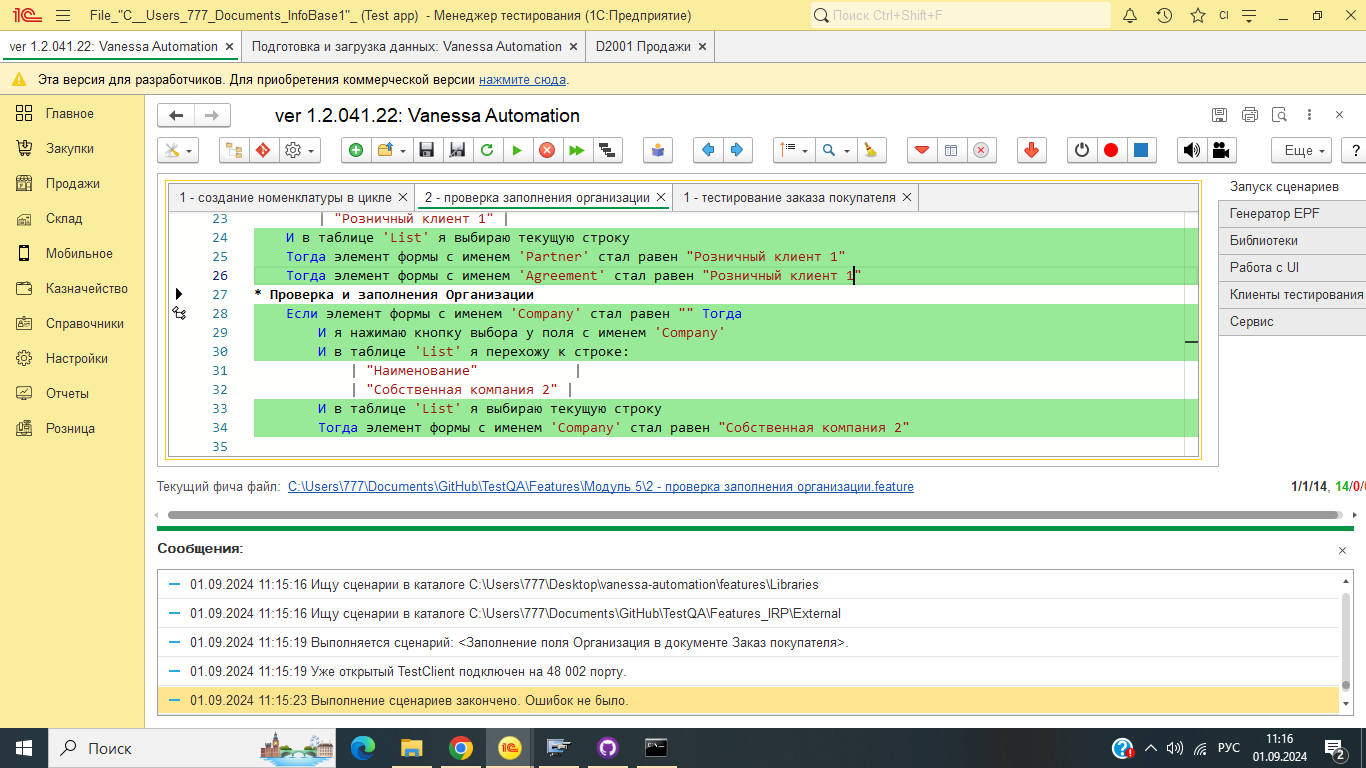 File_"C__Users_777_Documents_InfoBase1"_ (Test app) - Менеджер тестирования (1С:Предприятие)
Поиск Ctrl+Shift+F
CI
ver 1.2.041.22: Vanessa Automation
Подготовка и загрузка данных: Vanessa Automation
D2001 Продажи
Эта версия для разработчиков. Для приобретения коммерческой версии нажмите сюда.
Главное
Закупки
Продажи
Склад
Мобильное
Казначейство
Справочники
Настройки
Отчеты
Розница
ver 1.2.041.22: Vanessa Automation
Еще
?
1 - создание номенклатуры в цикле
2 - проверка заполнения организации
1 - тестирование заказа покупателя
23 | "Розничный клиент 1" |
24 И в таблице 'List' я выбираю текущую строку
25 Тогда элемент формы с именем 'Partner' стал равен "Розничный клиент 1"
26 Тогда элемент формы с именем 'Agreement' стал равен "Розничный клиент 1"
27 * Проверка и заполнения Организации
28 Если элемент формы с именем 'Company' стал равен "" Тогда
29 И я нажимаю кнопку выбора у поля с именем 'Company'
30 И в таблице 'List' я перехожу к строке:
31 | "Наименование" |
32 | "Собственная компания 2" |
33 И в таблице 'List' я выбираю текущую строку
34 Тогда элемент формы с именем 'Company' стал равен "Собственная компания 2"
35
Запуск сценариев
Генератор EPF
Библиотеки
Работа с UI
Клиенты тестирования
Сервис
Текущий фича файл: C:\Users\777\Documents\GitHub\TestQA\Features\Модуль 5\2 - проверка заполнения организации.feature
1/1/14, 14/0/
Сообщения:
01.09.2024 11:15:16 Ищу сценарии в каталоге C:\Users\777\Desktop\vanessa-automation\features\Libraries
01.09.2024 11:15:16 Ищу сценарии в каталоге C:\Users\777\Documents\GitHub\TestQA\Features_IRP\External
01.09.2024 11:15:19 Выполняется сценарий: <Заполнение поля Организация в документе Заказ покупателя>.
01.09.2024 11:15:19 Уже открытый TestClient подключен на 48 002 порту.
01.09.2024 11:15:23 Выполнение сценариев закончено. Ошибок не было.
Поиск
РУС
11:16
01.09.2024
2